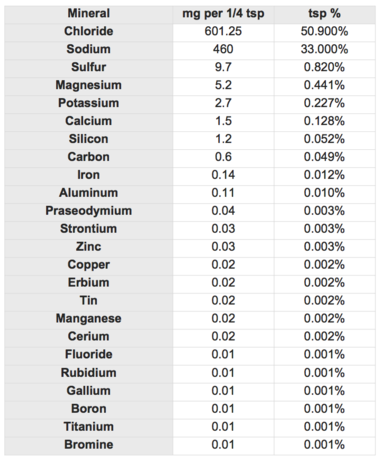 Mineral mg per 1/4 tsp tsp %
Chloride 601.25 50.900%
Sodium 460 33.000%
Sulfur 9.7 0.820%
Magnesium 5.2 0.441%
Potassium 2.7 0.227%
Calcium 1.5 0.128%
Silicon 1.2 0.052%
Carbon 0.6 0.049%
Iron 0.14 0.012%
Aluminum 0.11 0.010%
Praseodymium 0.04 0.003%
Strontium 0.03 0.003%
Zinc 0.03 0.003%
Copper 0.02 0.002%
Erbium 0.02 0.002%
Tin 0.02 0.002%
Manganese 0.02 0.002%
Cerium 0.02 0.002%
Fluoride 0.01 0.001%
Rubidium 0.01 0.001%
Gallium 0.01 0.001%
Boron 0.01 0.001%
Titanium 0.01 0.001%
Bromine 0.01 0.001%